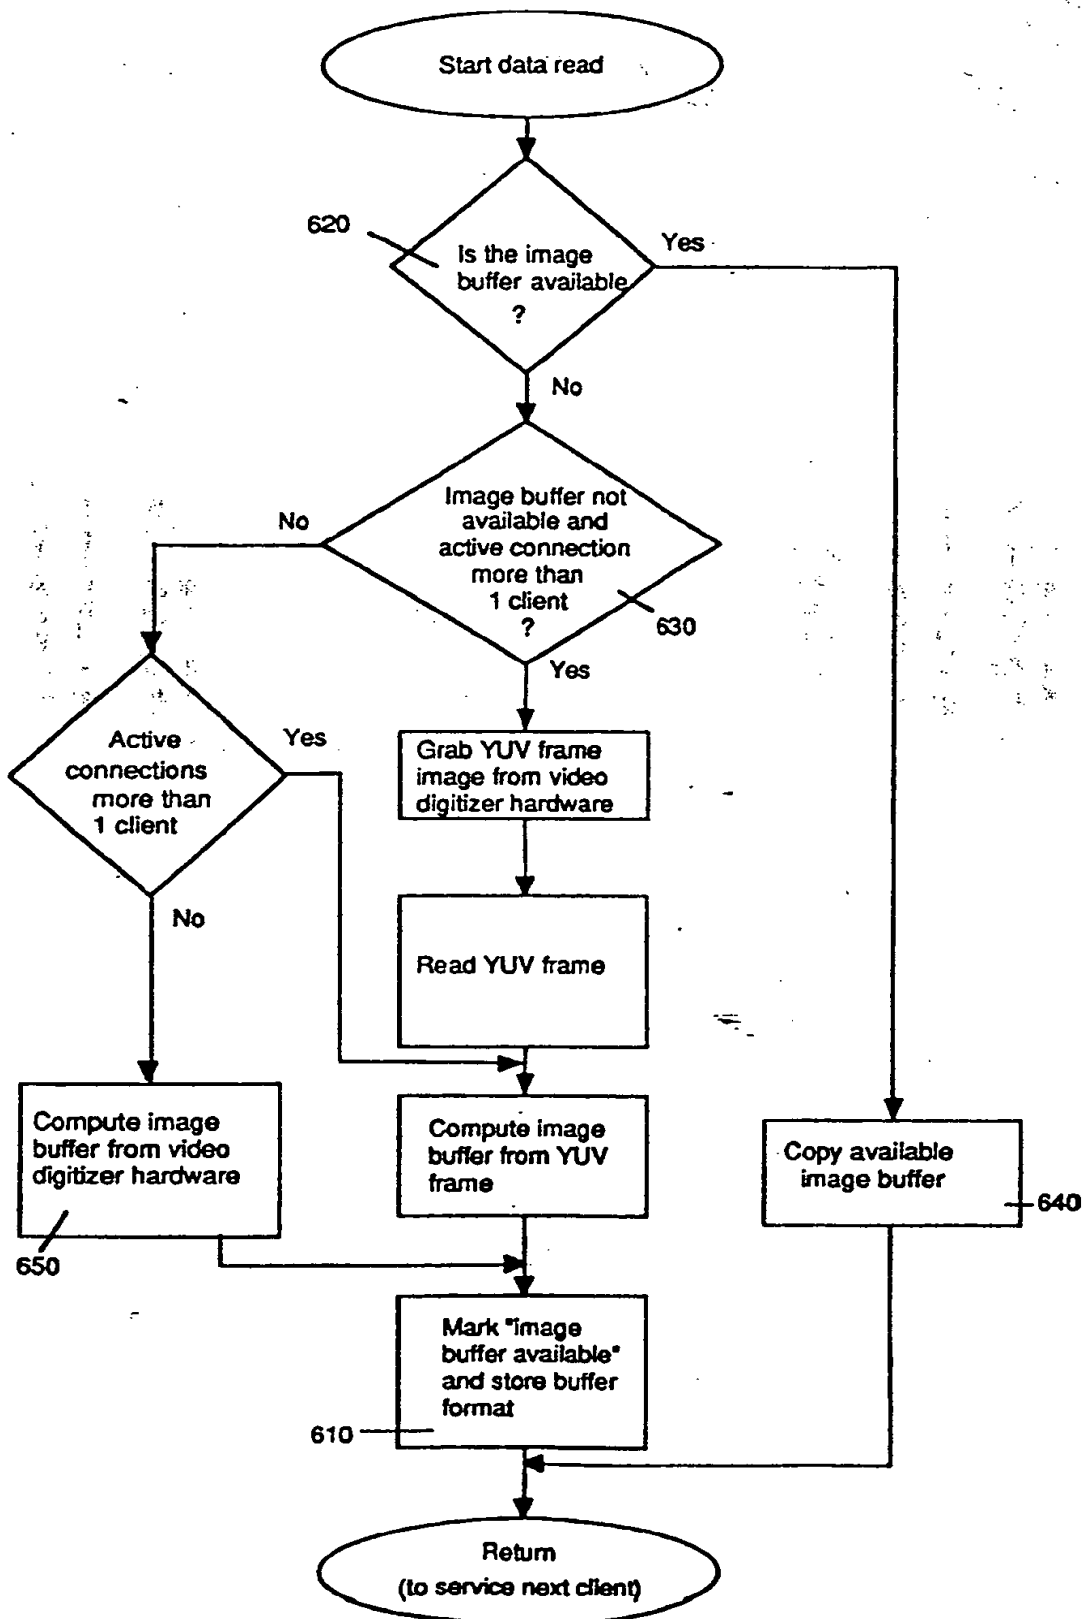 Start data read
620
Is the image
buffer available
?
Yes
No
Image buffer not
available and
active connection
more than
1 client
?
630
No
Yes
Active
connections
more than
1 client
Yes
No
Grab YUV frame
image from video
digitizer hardware
Read YUV frame
Compute image
buffer from video
digitizer hardware
650
Compute image
buffer from YUV
frame
Copy available
image buffer
640
Mark "image
buffer available"
and store buffer
format
610
Return
(to service next client)